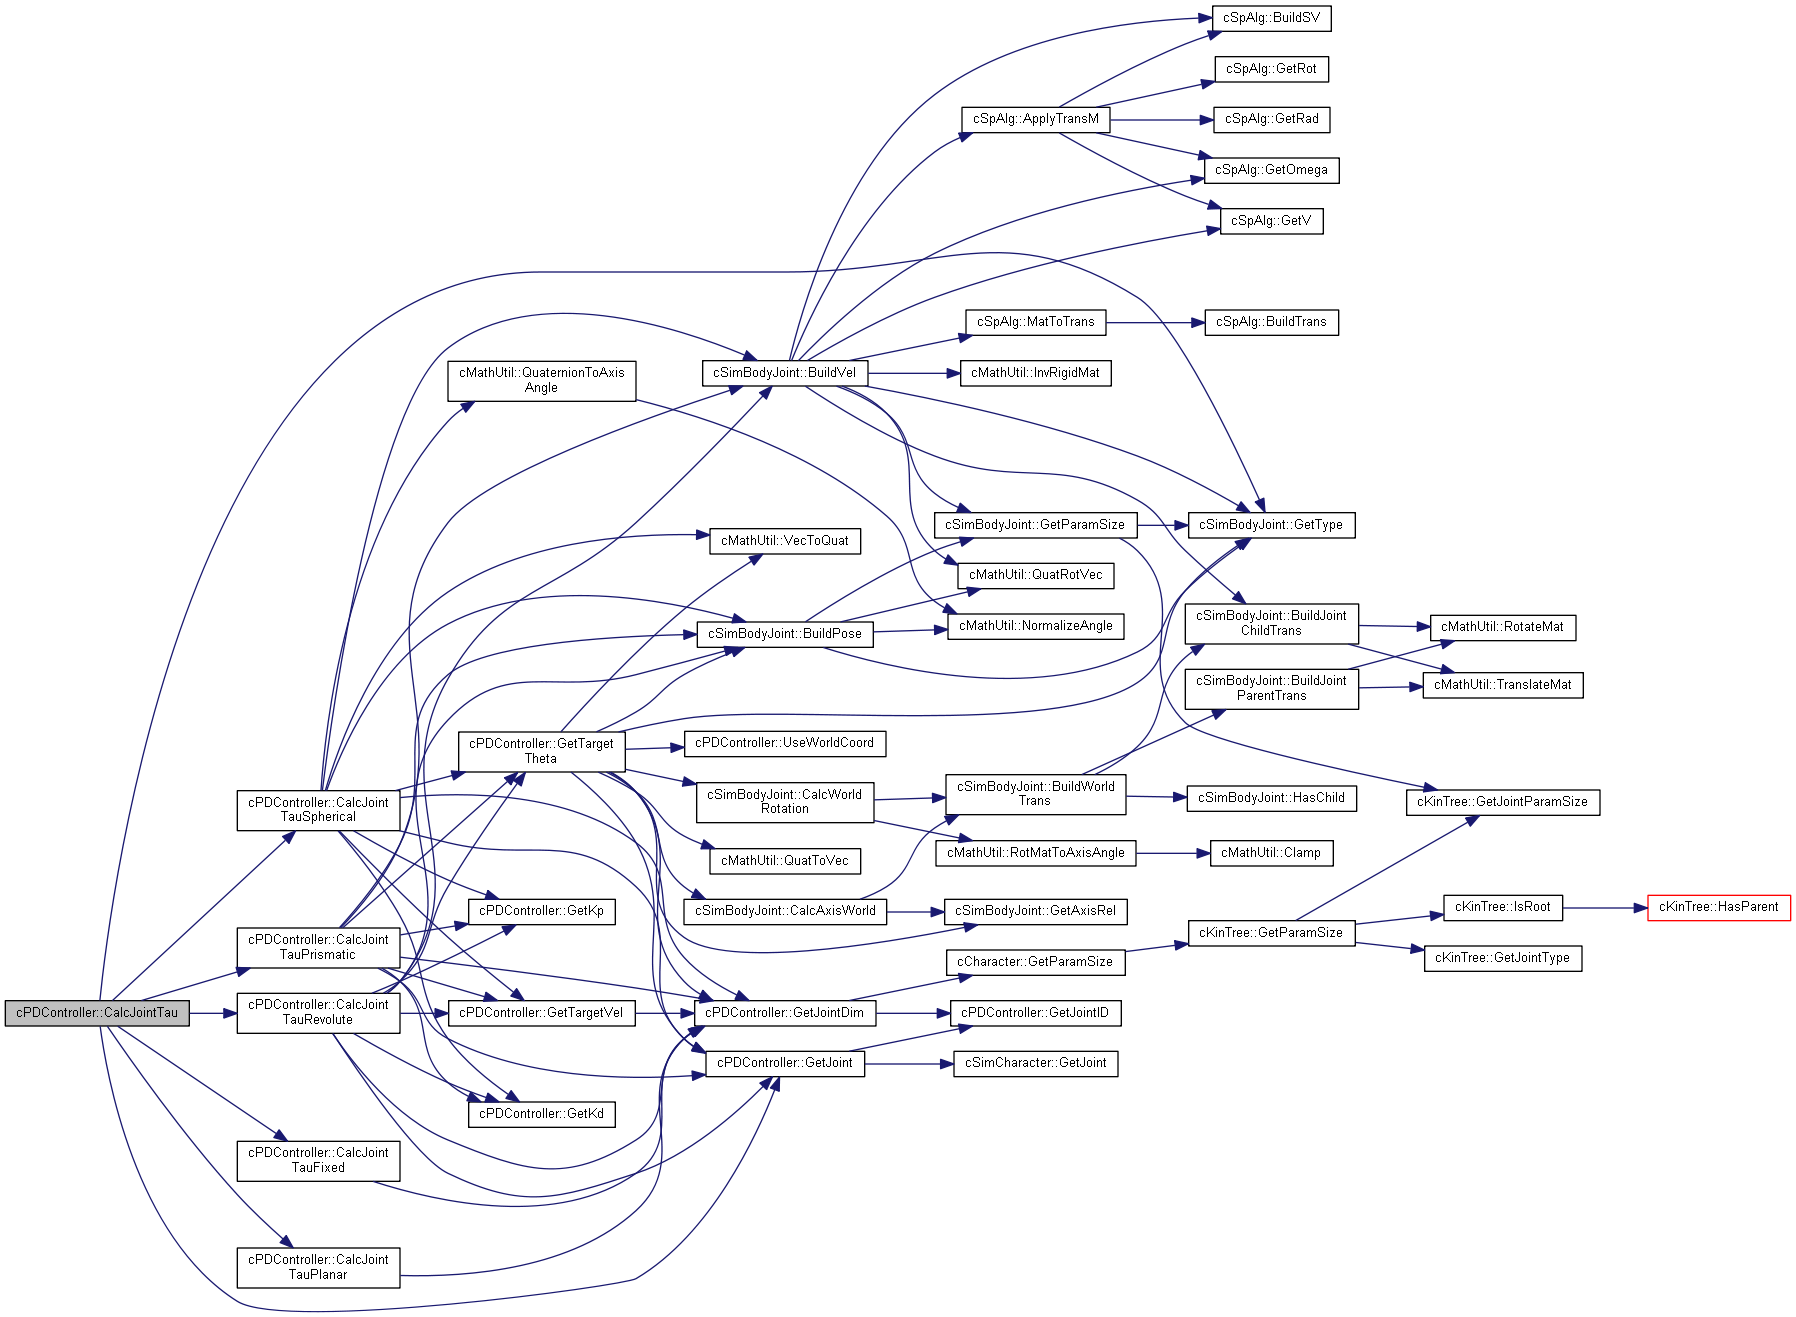 cSpAlg::BuildSV
cSpAlg::GetRot
cSpAlg::ApplyTransM
cSpAlg::GetRad
cSpAlg::GetOmega
cSpAlg::GetV
cSpAlg::MatToTrans
cSpAlg::BuildTrans
cMathUtil::QuaternionToAxis
Angle
cSimBodyJoint::BuildVel
cMathUtil::InvRigidMat
cMathUtil::VecToQuat
cSimBodyJoint::GetParamSize
cSimBodyJoint::GetType
cMathUtil::QuatRotVec
cSimBodyJoint::BuildPose
cMathUtil::NormalizeAngle
cSimBodyJoint::BuildJoint
ChildTrans
cMathUtil::RotateMat
cSimBodyJoint::BuildJoint
ParentTrans
cMathUtil::TranslateMat
cPDController::GetTarget
Theta
cPDController::UseWorldCoord
cSimBodyJoint::CalcWorld
Rotation
cSimBodyJoint::BuildWorld
Trans
cSimBodyJoint::HasChild
cKinTree::GetJointParamSize
cPDController::CalcJoint
TauSpherical
cMathUtil::QuatToVec
cMathUtil::RotMatToAxisAngle
cMathUtil::Clamp
cPDController::GetKp
cSimBodyJoint::CalcAxisWorld
cSimBodyJoint::GetAxisRel
cKinTree::IsRoot
cKinTree::HasParent
cPDController::CalcJoint
TauPrismatic
cCharacter::GetParamSize
cKinTree::GetParamSize
cKinTree::GetJointType
cPDController::CalcJointTau
cPDController::CalcJoint
TauRevolute
cPDController::GetTargetVel
cPDController::GetJointDim
cPDController::GetJointID
cPDController::GetJoint
cSimCharacter::GetJoint
cPDController::GetKd
cPDController::CalcJoint
TauFixed
cPDController::CalcJoint
TauPlanar